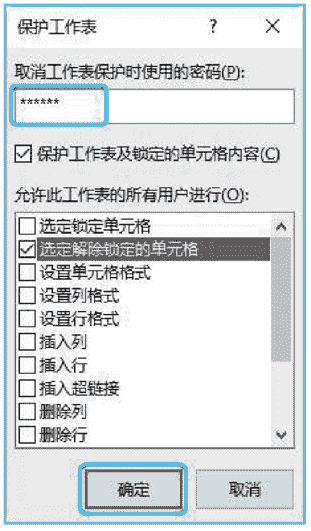 保护工作表
取消工作表保护时使用的密码(P):
******
保护工作表及锁定的单元格内容(C)
允许此工作表的所有用户进行(O):
选定锁定单元格
选定解除锁定的单元格
设置单元格格式
设置列格式
设置行格式
插入列
插入行
插入超链接
删除列
删除行
确定 取消